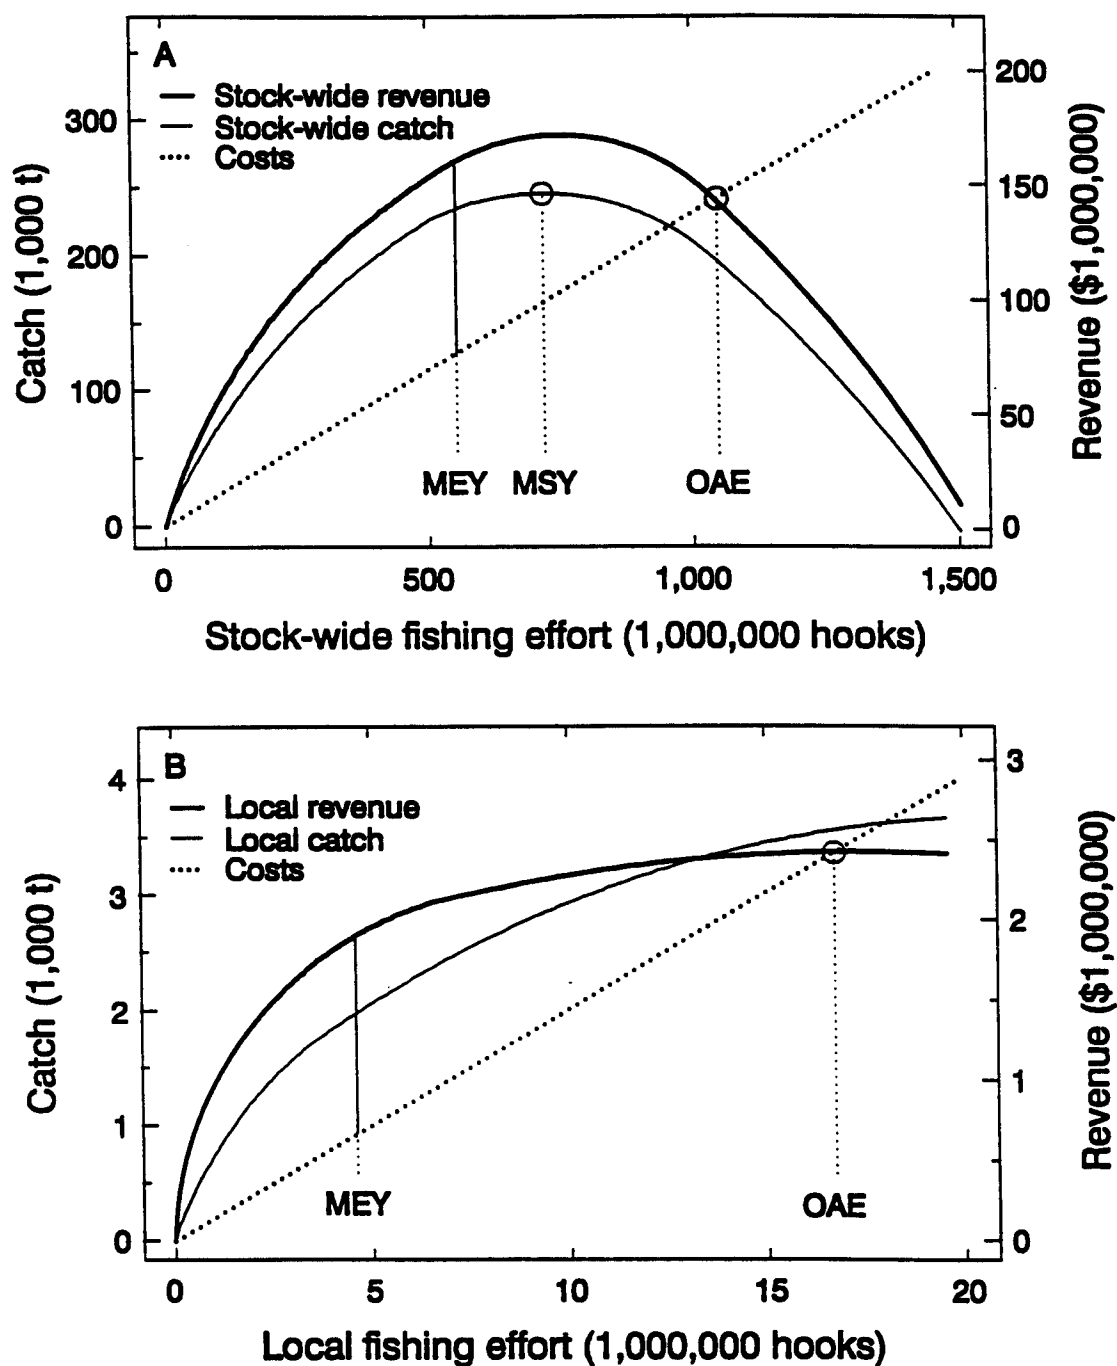 A
Stock-wide revenue
Stock-wide catch
Costs
Catch (1,000 t)
300
200
100
0
Revenue ($1,000,000)
200
150
100
50
0
MEY MSY OAE
0 500 1,000 1,500
Stock-wide fishing effort (1,000,000 hooks)
B
Local revenue
Local catch
Costs
Catch (1,000 t)
4
3
2
1
0
Revenue ($1,000,000)
3
2
1
0
MEY OAE
0 5 10 15 20
Local fishing effort (1,000,000 hooks)